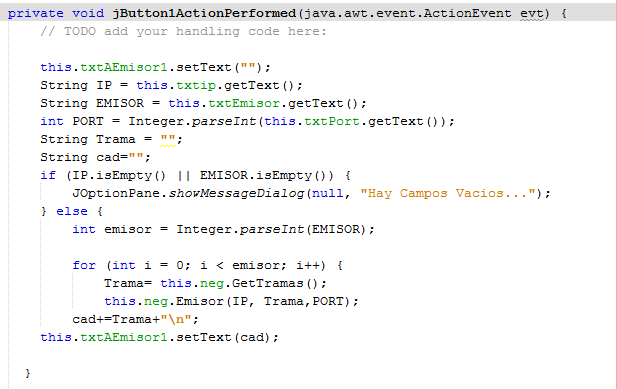 private void jButton1ActionPerformed(java.awt.event.ActionEvent evt) {
// TODO add your handling code here:
this.txtAEmisor1.setText("");
String IP = this.txtip.getText();
String EMISOR = this.txtEmisor.getText();
int PORT = Integer.parseInt(this.txtPort.getText());
String Trama = "";
String cad="";
if (IP.isEmpty() || EMISOR.isEmpty()) {
JOptionPane.showMessageDialog(null, "Hay Campos Vacios...");
} else {
int emisor = Integer.parseInt(EMISOR);
for (int i = 0; i < emisor; i++) {
Trama= this.neg.GetTramas();
this.neg.Emisor(IP, Trama,PORT);
cad+=Trama+"\n";
this.txtAEmisor1.setText(cad);
}